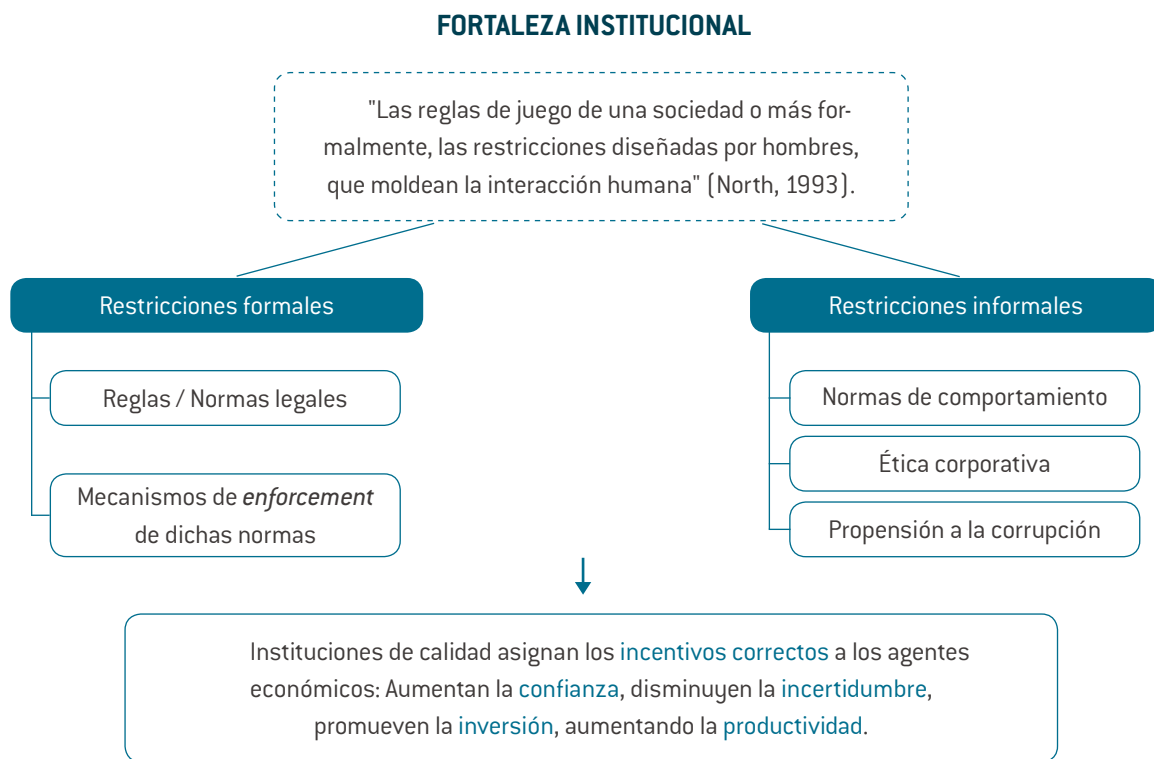 FORTALEZA INSTITUCIONAL
"Las reglas de juego de una sociedad o más for-
malmente, las restricciones diseñadas por hombres,
que moldean la interacción humana" (North, 1993).
Restricciones formales
Reglas / Normas legales
Mecanismos de enforcement
de dichas normas
Restricciones informales
Normas de comportamiento
Ética corporativa
Propensión a la corrupción
Instituciones de calidad asignan los incentivos correctos a los agentes
económicos: Aumentan la confianza, disminuyen la incertidumbre,
promueven la inversión, aumentando la productividad.